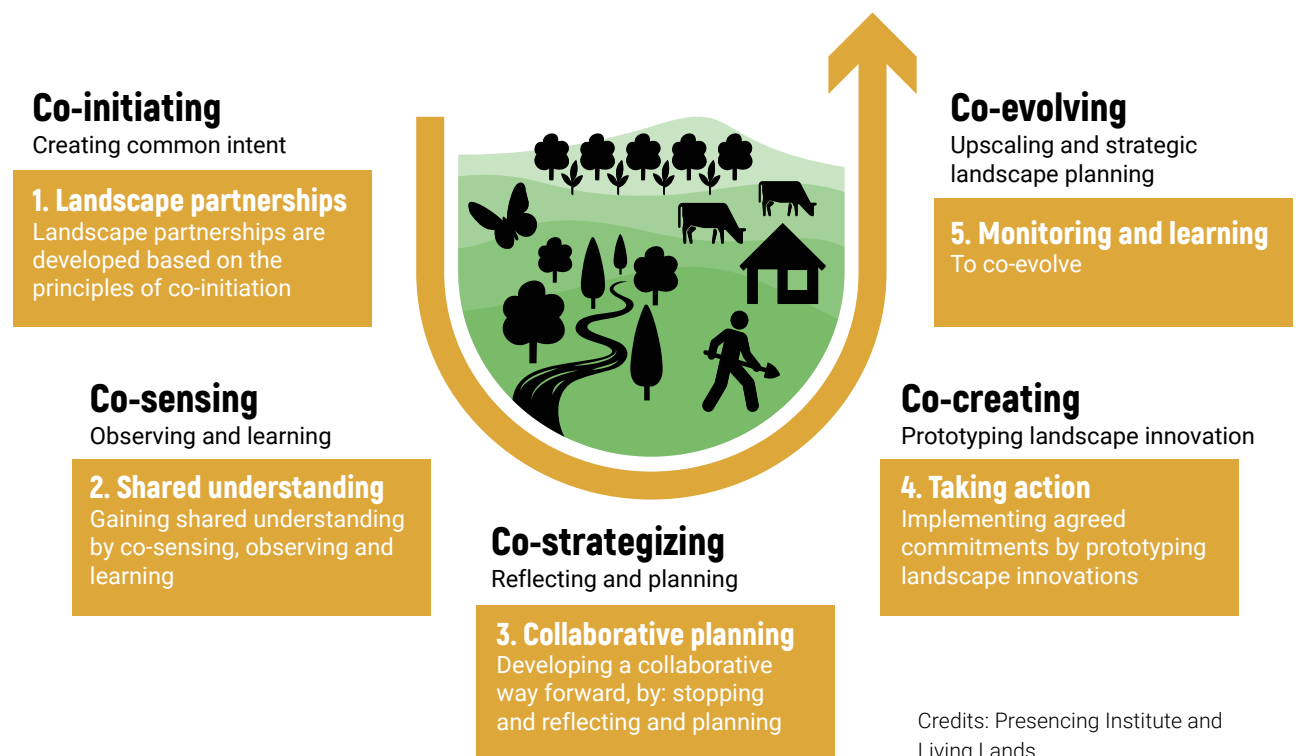 Co-initiating
Creating common intent
1. Landscape partnerships
Landscape partnerships are
developed based on the
principles of co-initiation
Co-sensing
Observing and learning
2. Shared understanding
Gaining shared understanding
by co-sensing, observing and
learning
Co-strategizing
Reflecting and planning
3. Collaborative planning
Developing a collaborative
way forward, by: stopping
and reflecting and planning
Co-creating
Prototyping landscape innovation
4. Taking action
Implementing agreed
commitments by prototyping
landscape innovations
Co-evolving
Upscaling and strategic
landscape planning
5. Monitoring and learning
To co-evolve
Credits: Presencing Institute and
Living Lands